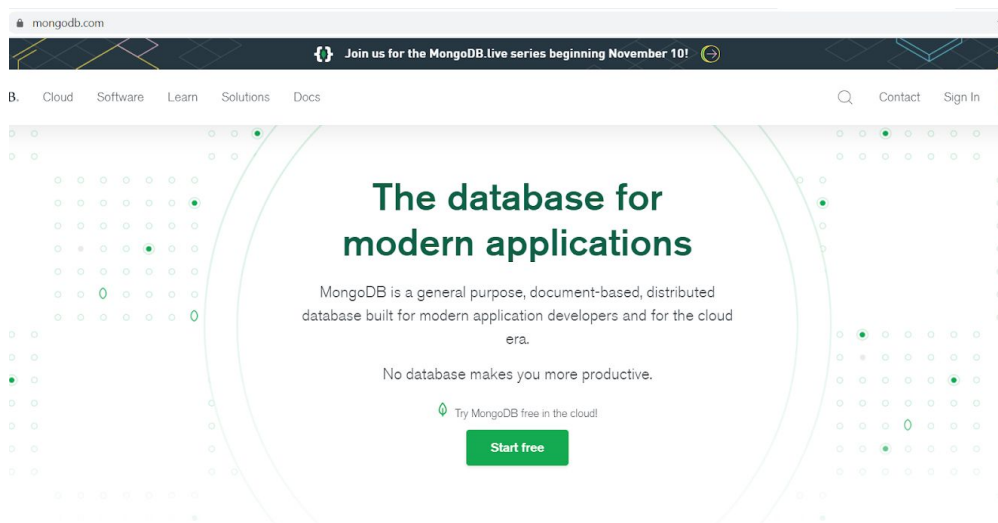 mongodb.com
Join us for the MongoDB.live series beginning November 10!
B. Cloud Software Learn Solutions Docs Contact Sign In
The database for
modern applications
MongoDB is a general purpose, document-based, distributed
database built for modern application developers and for the cloud
era.
No database makes you more productive.
Try MongoDB free in the cloud!
Start free